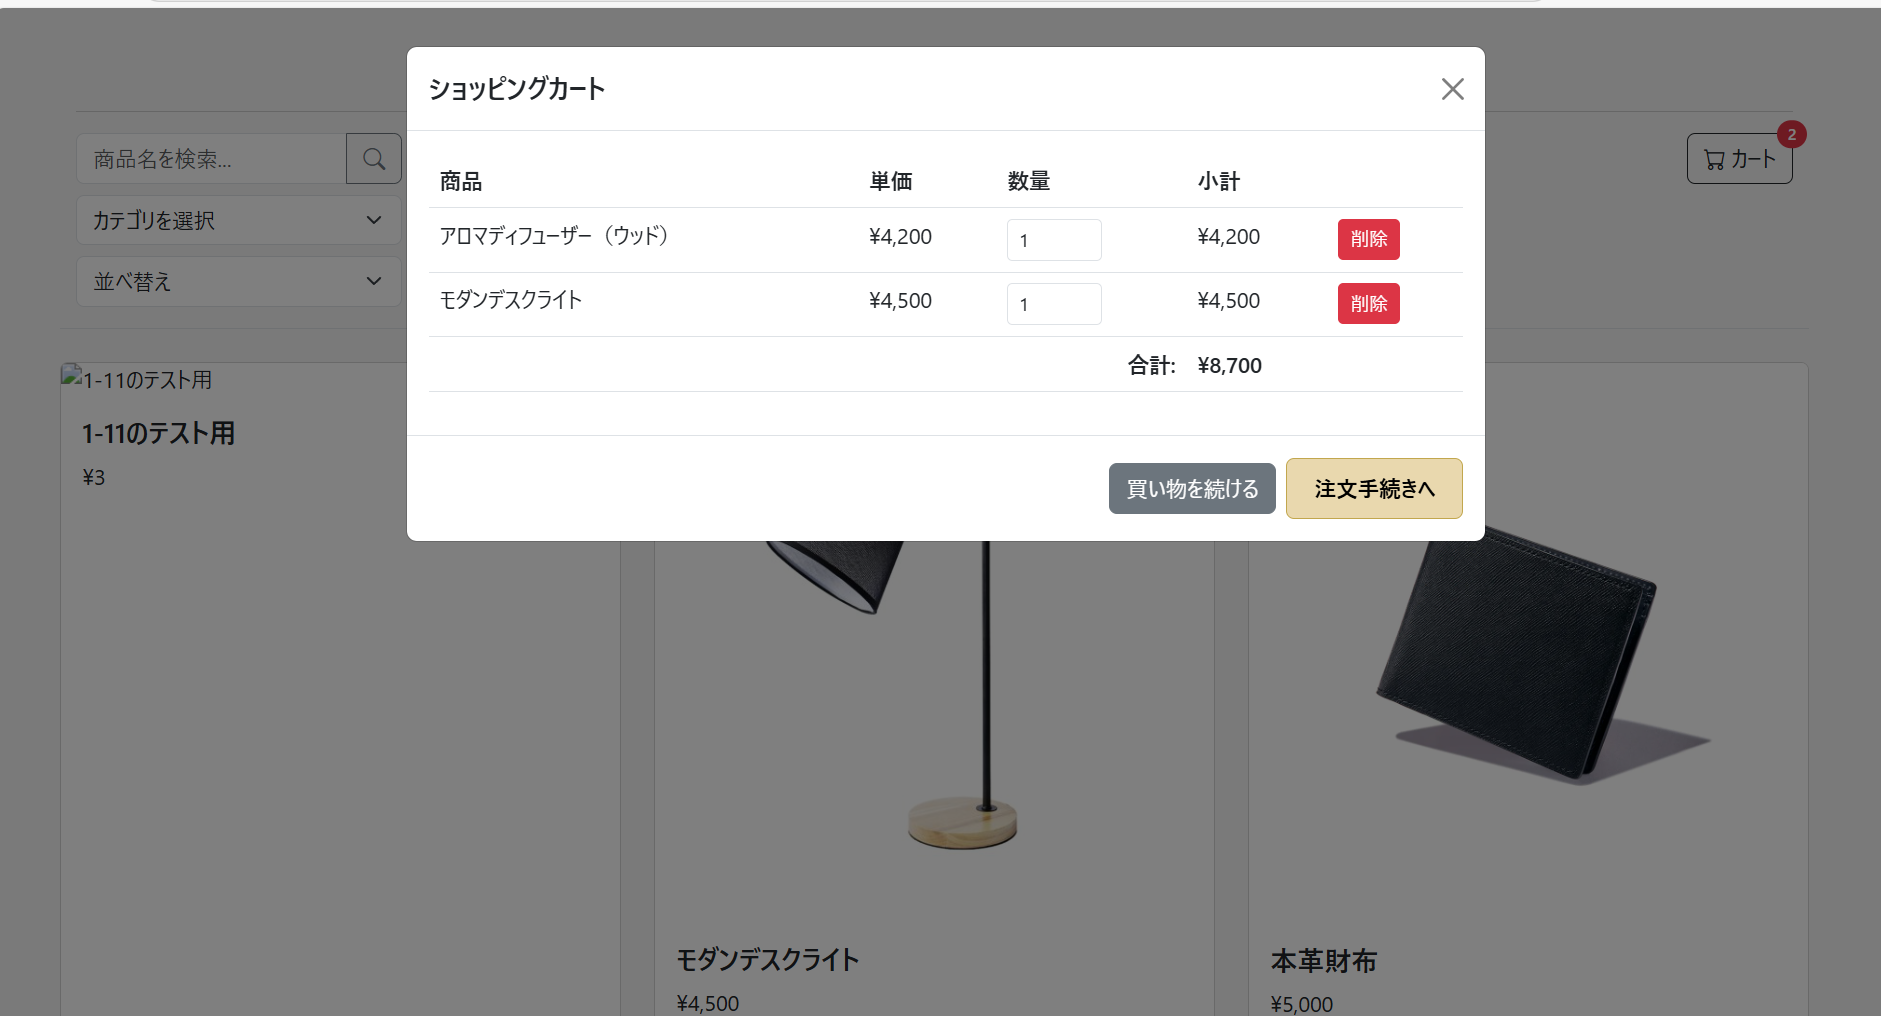 ショッピングカート
商品 単価 数量 小計
アロマディフューザー（ウッド） ¥4,200 1 ¥4,200 削除
モダンデスクライト ¥4,500 1 ¥4,500 削除
合計: ¥8,700
買い物を続ける 注文手続きへ
商品名を検索...
カテゴリを選択
並べ替え
2
カート
1-11のテスト用
1-11のテスト用
¥3
モダンデスクライト
¥4,500
本革財布
¥5,000